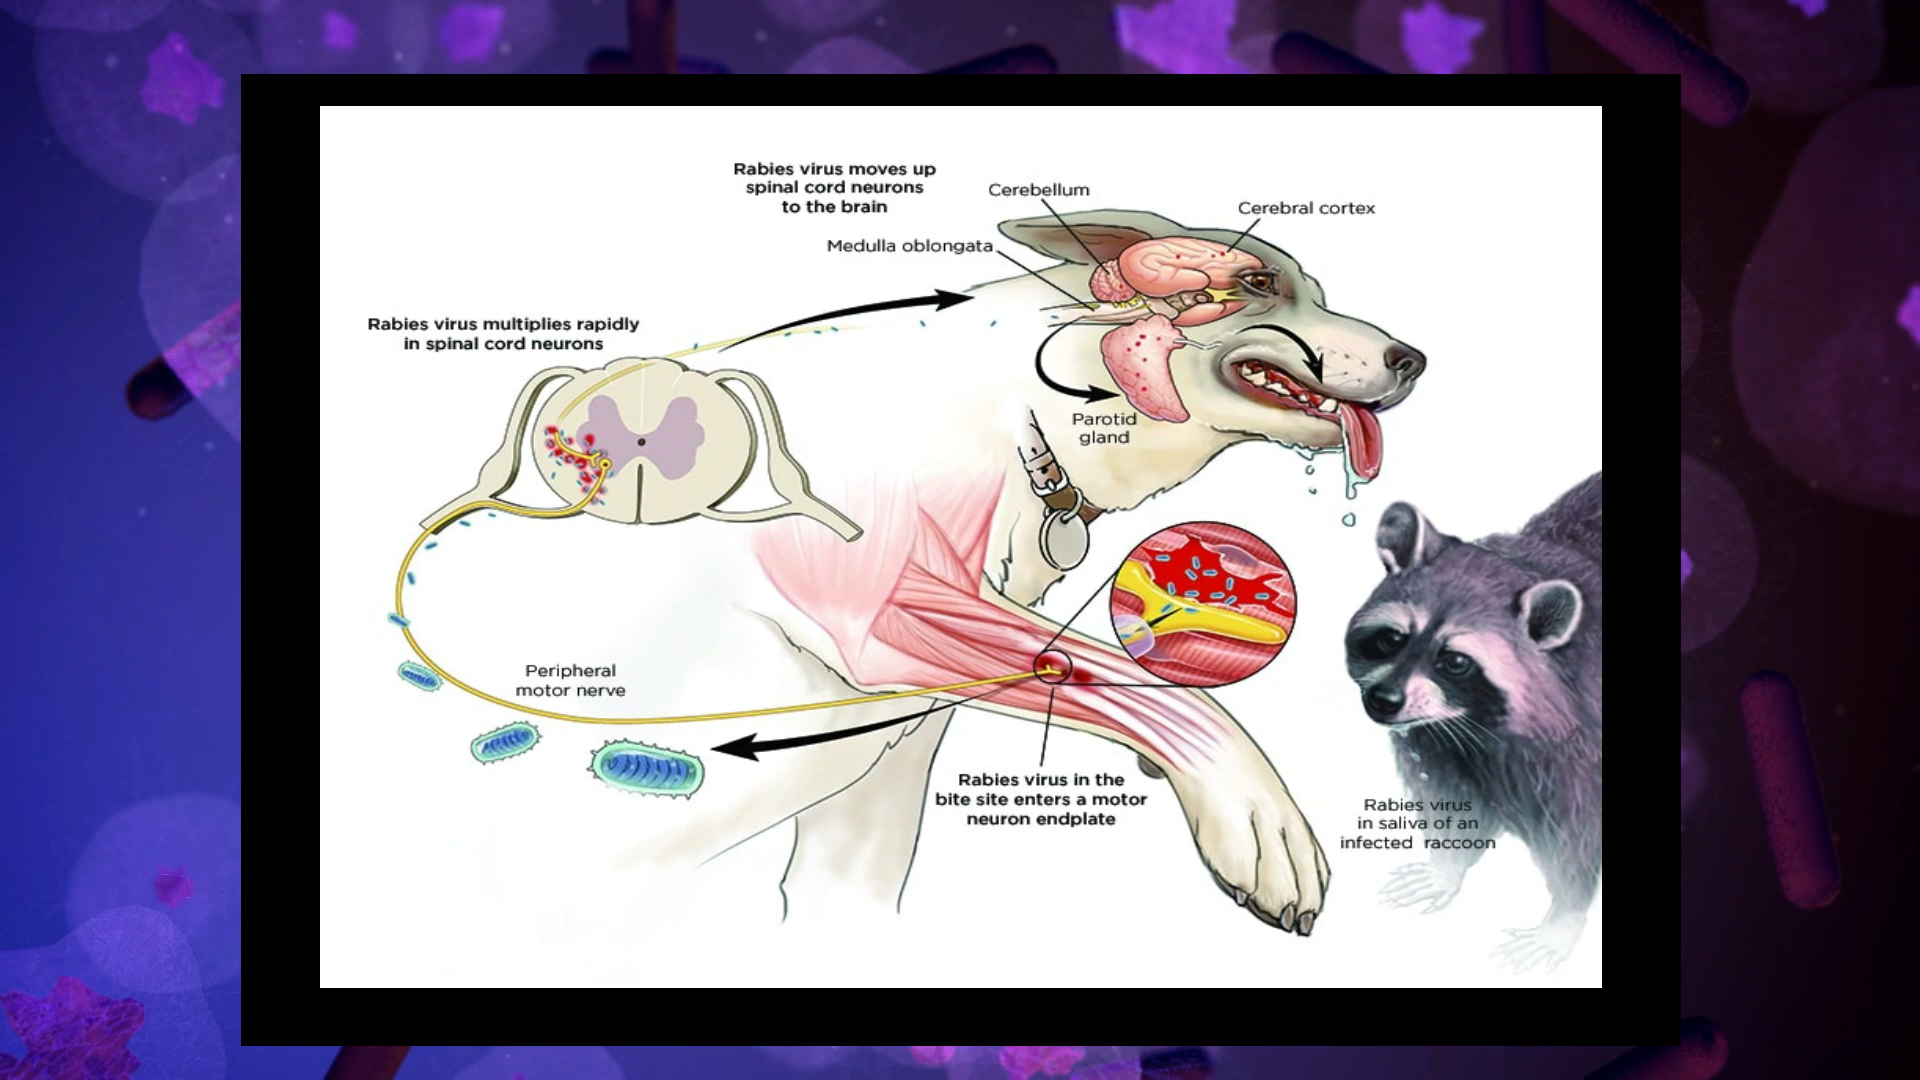 Rabies virus moves up
spinal cord neurons
to the brain
Cerebellum
Cerebral cortex
Medulla oblongata
Rabies virus multiplies rapidly
in spinal cord neurons
Parotid
gland
Peripheral
motor nerve
Rabies virus in the
bite site enters a motor
neuron endplate
Rabies virus
in saliva of an
infected raccoon